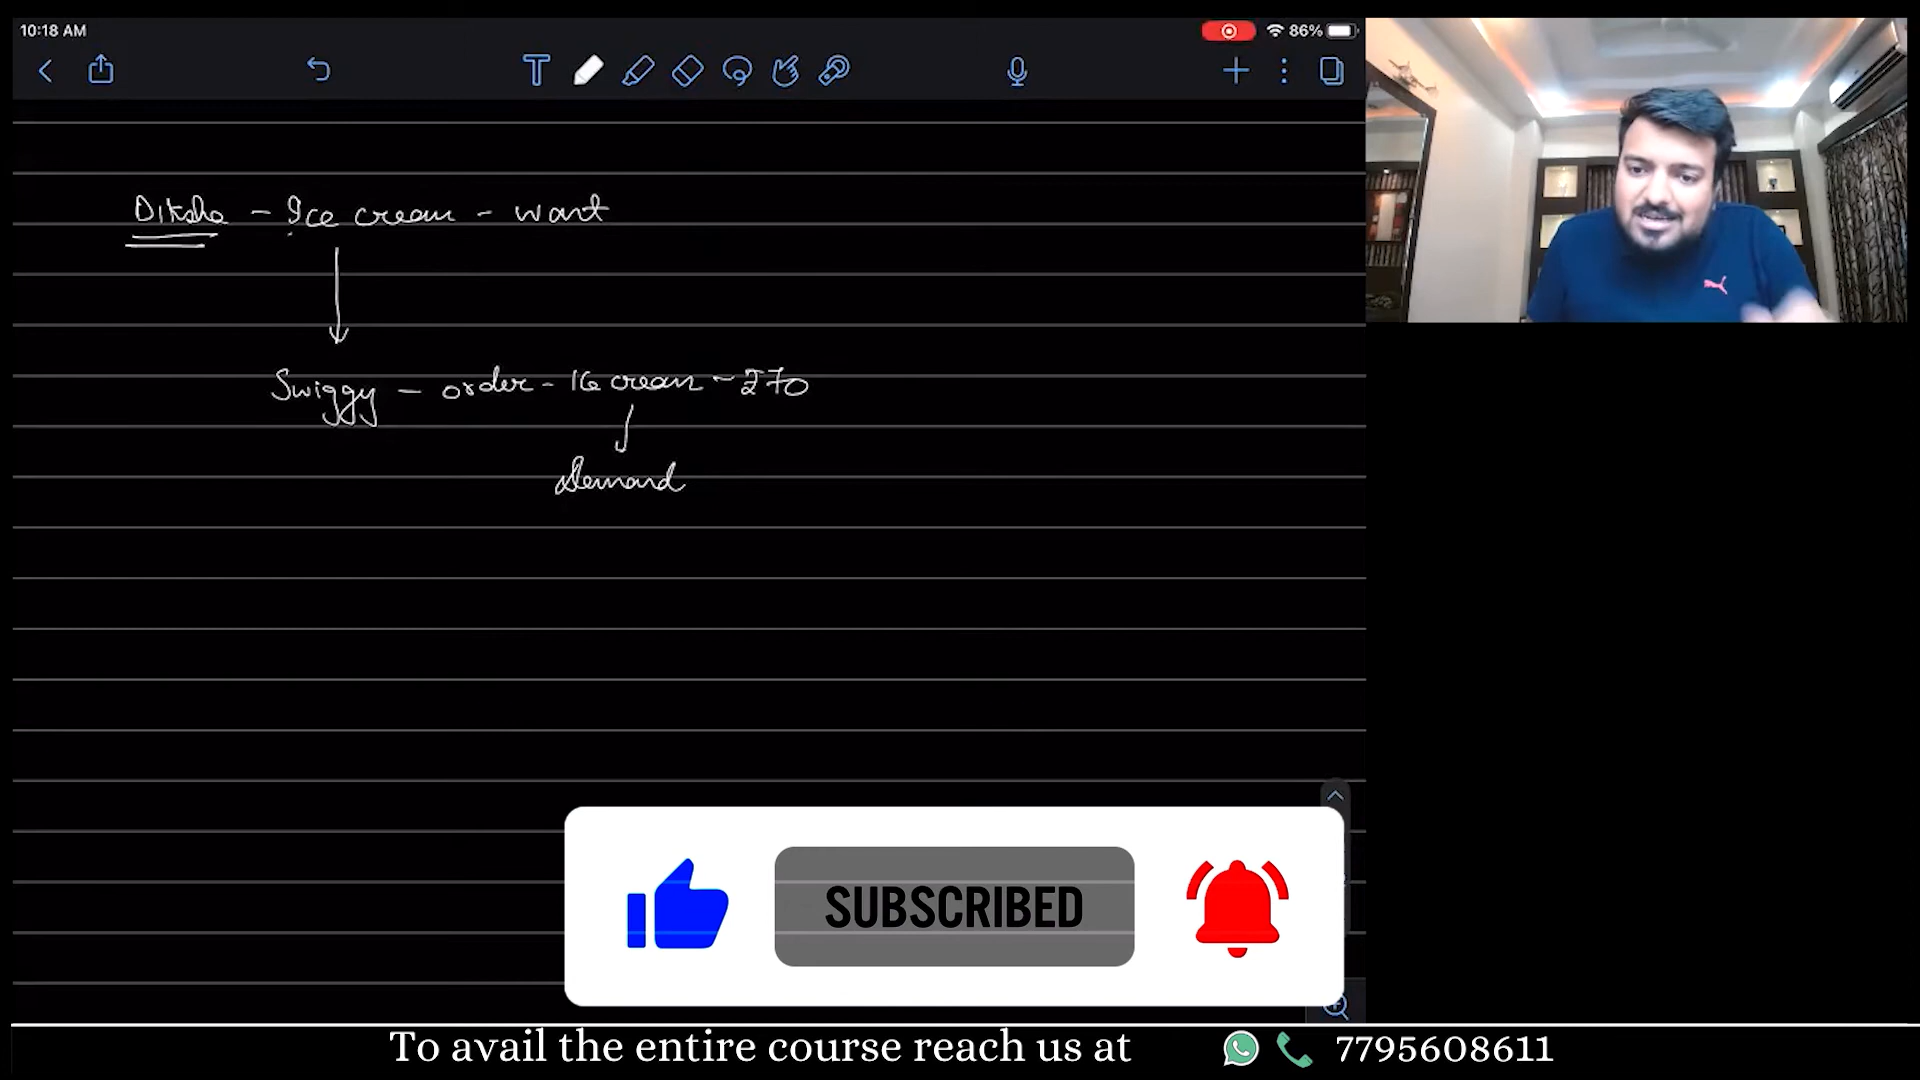 10:18 AM
86%
T
Diksha - Ice cream - want
Swiggy - order - Ice cream - ₹70
Demand
SUBSCRIBED
To avail the entire course reach us at 7795608611